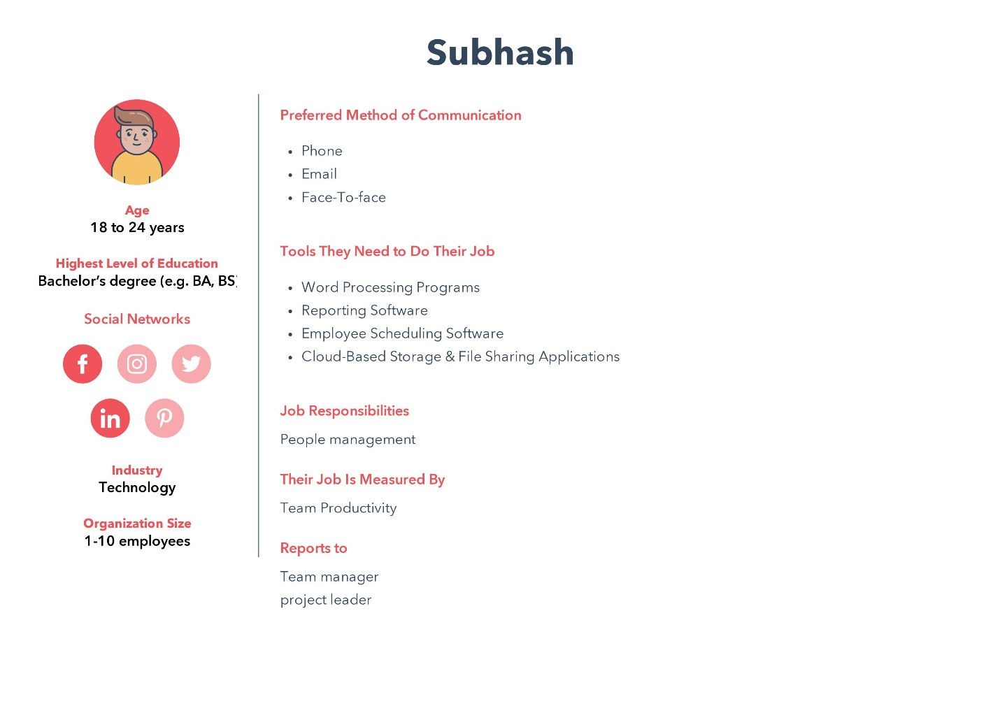 Subhash
Age
18 to 24 years
Highest Level of Education
Bachelor's degree (e.g. BA, BS)
Social Networks
f
in
Industry
Technology
Organization Size
1-10 employees
Preferred Method of Communication
• Phone
• Email
• Face-To-face
Tools They Need to Do Their Job
• Word Processing Programs
• Reporting Software
• Employee Scheduling Software
• Cloud-Based Storage & File Sharing Applications
Job Responsibilities
People management
Their Job Is Measured By
Team Productivity
Reports to
Team manager
project leader